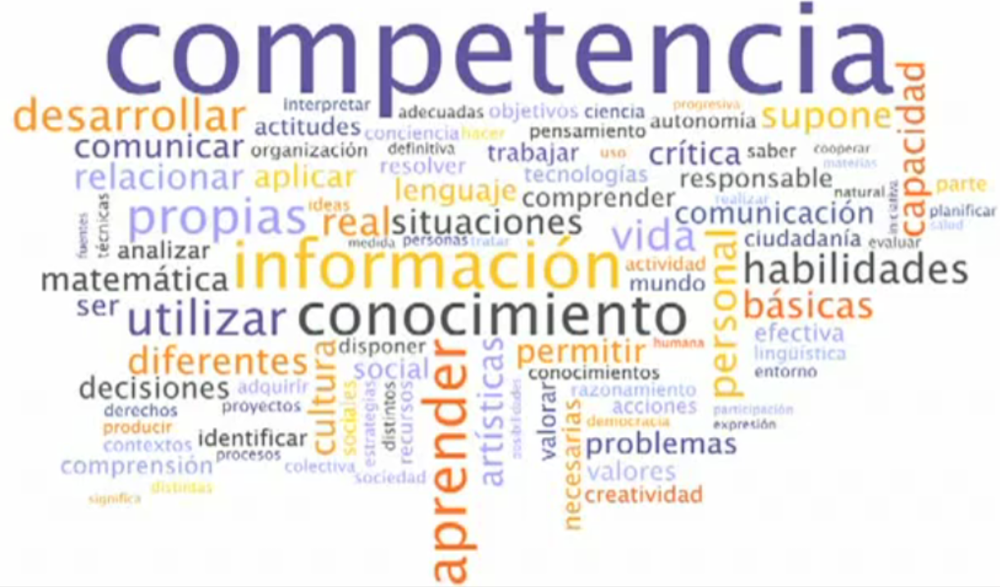 competencia
desarrollar
interpretar
adecuadas
objetivos
ciencia
progresiva
autonomía
supone
capacidad
actitudes
conciencia
hacer
pensamiento
comunicar
organización
definitiva
trabajar
uso
crítica
saber
cooperar
materias
relacionar
aplicar
resolver
tecnologías
responsable
natural
iniciativa
parte
lenguaje
comprender
realizar
comunicación
planificar
salud
fuentes
técnicas
propias
ideas
real
situaciones
vida
ciudadanía
evaluar
analizar
medida
personas
tratar
información
actividad
personal
habilidades
matemática
mundo
ser
utilizar
conocimiento
básicas
diferentes
cultura
disponer
aprender
artísticas
permitir
humana
efectiva
lingüística
entorno
social
conocimientos
decisiones
adquirir
sociales
estrategias
distintos
recursos
posibilidades
valorar
razonamiento
necesarias
acciones
participación
expresión
derechos
proyectos
producir
democracia
contextos
identificar
procesos
problemas
comprensión
colectiva
sociedad
valores
significa
distintas
creatividad